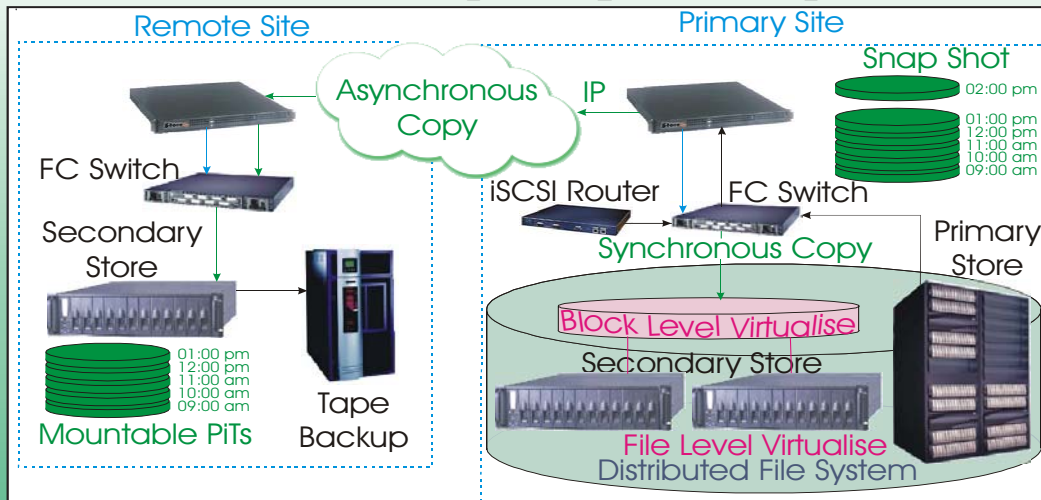 Remote Site
Primary Site
Snap Shot
02:00 pm
01:00 pm
12:00 pm
11:00 am
10:00 am
09:00 am
Asynchronous
Copy
IP
FC Switch
iSCSI Router
FC Switch
Synchronous Copy
Primary
Store
Secondary
Store
Block Level Virtualise
Secondary Store
01:00 pm
12:00 pm
11:00 am
10:00 am
09:00 am
Mountable PiTs
Tape
Backup
File Level Virtualise
Distributed File System